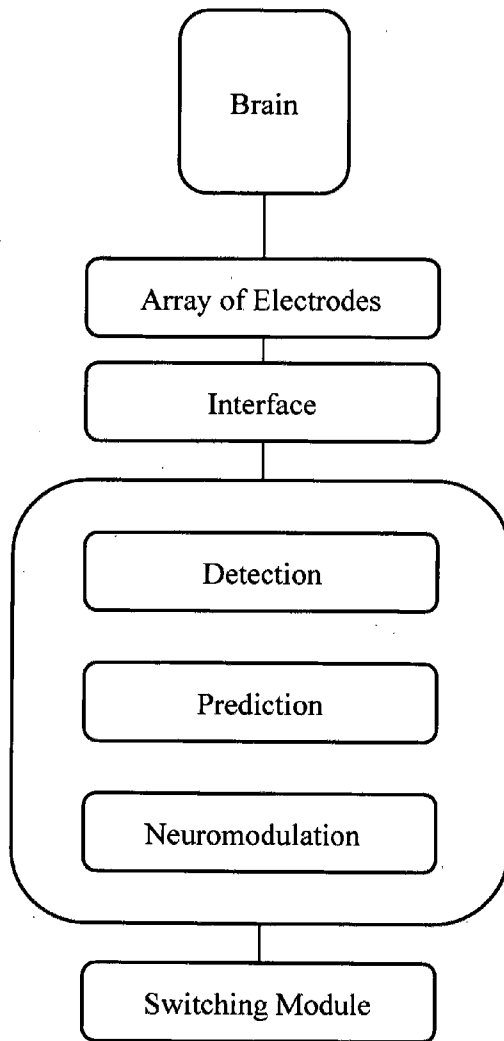 Brain
Array of Electrodes
Interface
Detection
Prediction
Neuromodulation
Switching Module